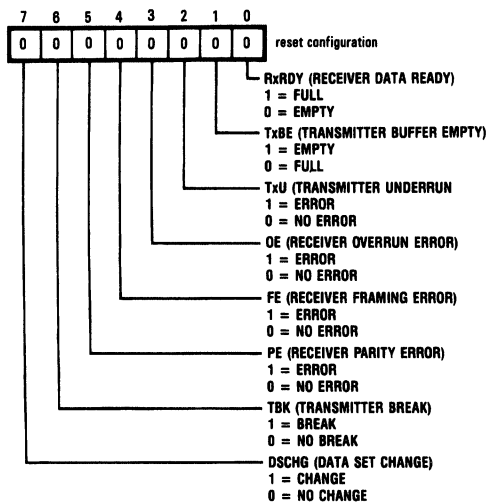 7 6 5 4 3 2 1 0
0 0 0 0 0 0 0 0 reset configuration
RxRDY (RECEIVER DATA READY)
1 = FULL
0 = EMPTY
TxBE (TRANSMITTER BUFFER EMPTY)
1 = EMPTY
0 = FULL
TxU (TRANSMITTER UNDERRUN
1 = ERROR
0 = NO ERROR
OE (RECEIVER OVERRUN ERROR)
1 = ERROR
0 = NO ERROR
FE (RECEIVER FRAMING ERROR)
1 = ERROR
0 = NO ERROR
PE (RECEIVER PARITY ERROR)
1 = ERROR
0 = NO ERROR
TBK (TRANSMITTER BREAK)
1 = BREAK
0 = NO BREAK
DSCHG (DATA SET CHANGE)
1 = CHANGE
0 = NO CHANGE